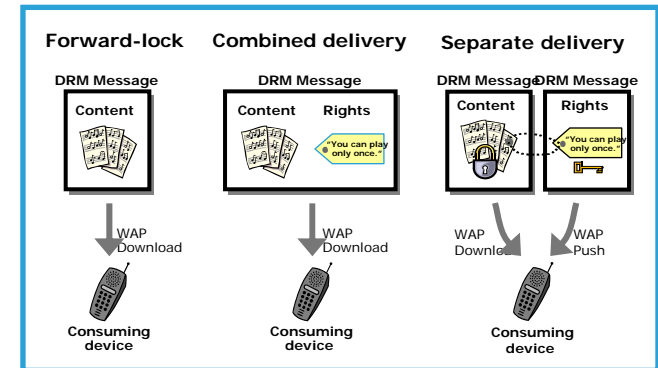 Forward-lock
DRM Message
Content
WAP
Download
Consuming
device
Combined delivery
DRM Message
Content Rights
"You can play
only once."
WAP
Download
Consuming
device
Separate delivery
DRM Message DRM Message
Content
Rights
"You can play
only once."
WAP
Download
WAP
Push
Consuming
device